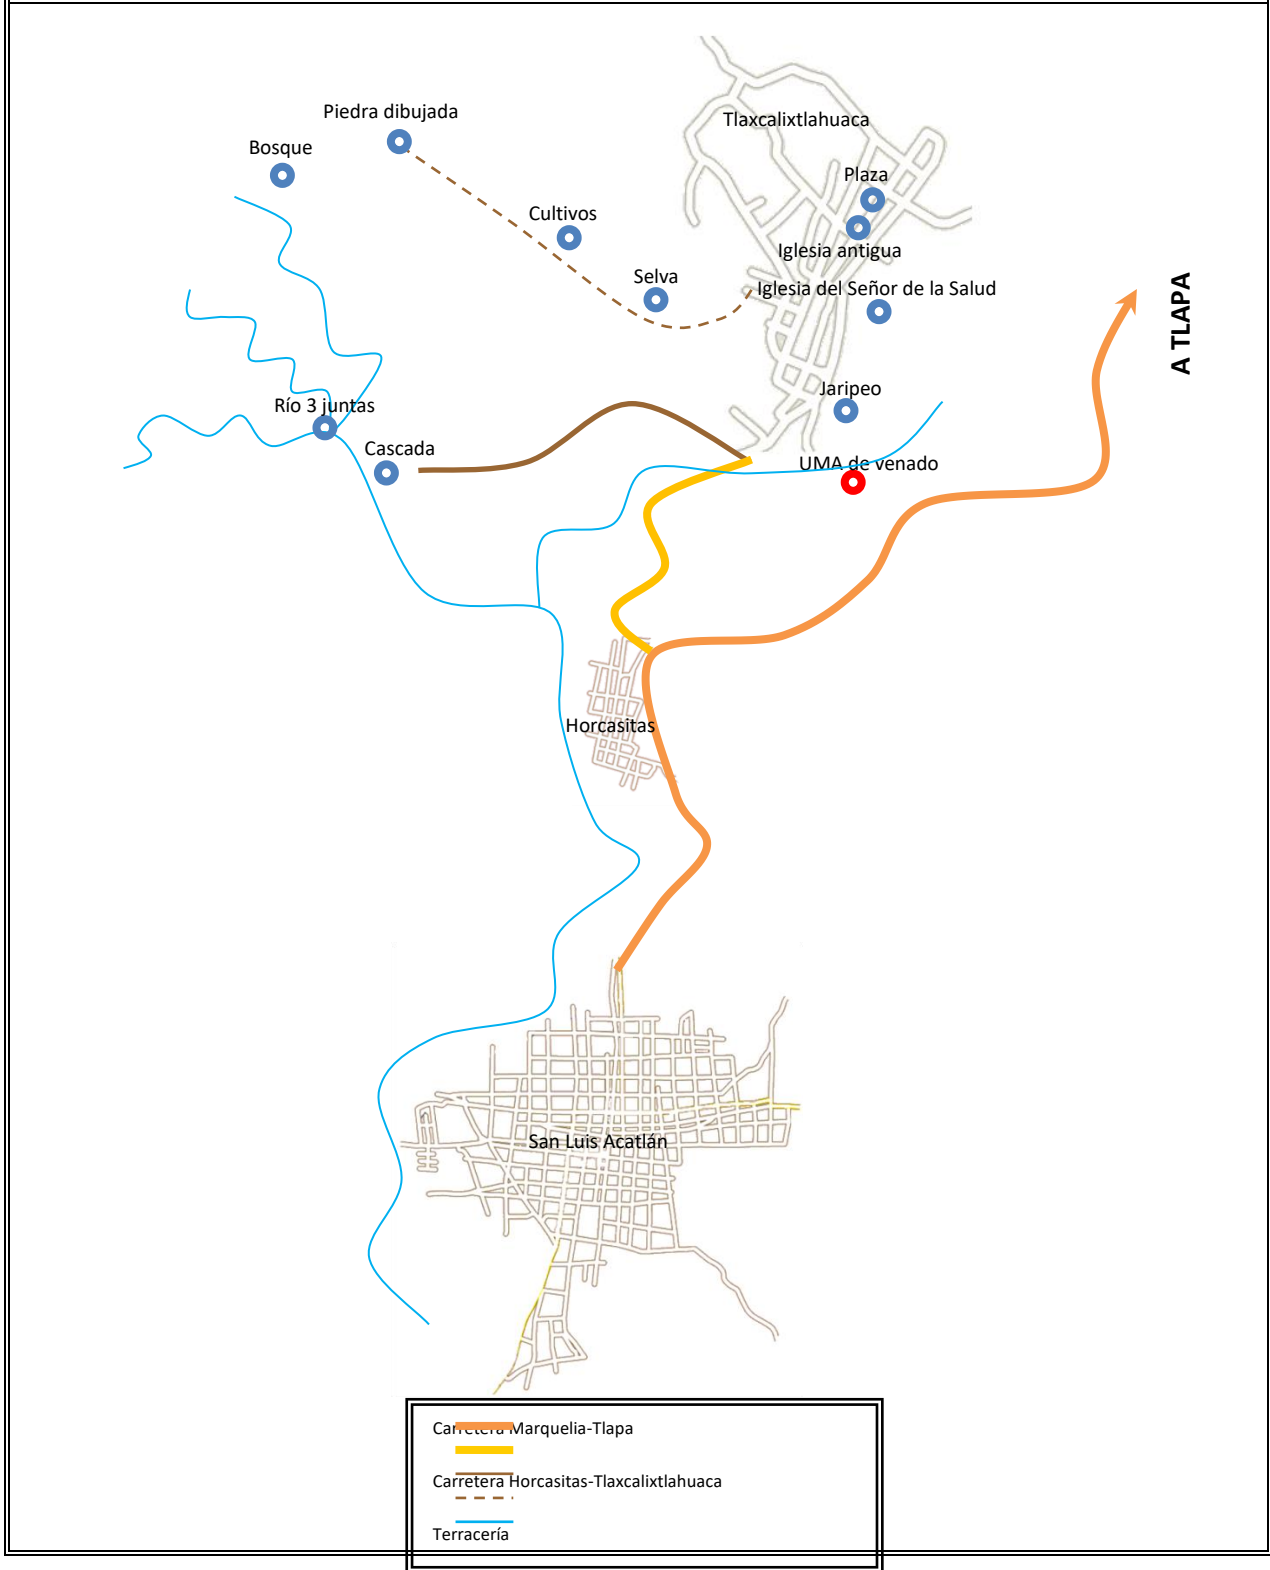 Piedra dibujada
Tlaxcalixtlahuaca
Bosque
Plaza
Cultivos
Iglesia antigua
Selva
Iglesia del Señor de la Salud
A TLAPA
Jaripeo
Río 3 juntas
Cascada
UMA de venado
Horcasitas
San Luis Acatlán
Carretera Marquelia-Tlapa
Carretera Horcasitas-Tlaxcalixtlahuaca
Terracería